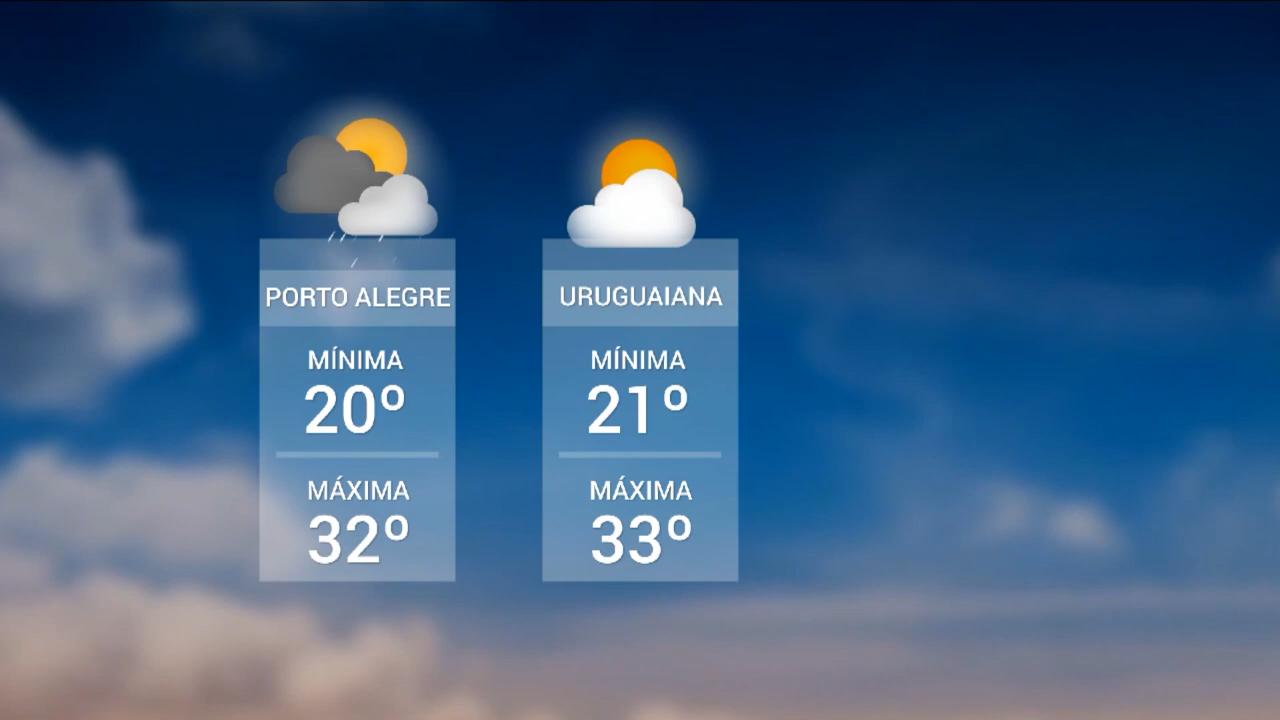 PORTO ALEGRE
MÍNIMA
20º
MÁXIMA
32º
URUGUAIANA
MÍNIMA
21º
MÁXIMA
33º